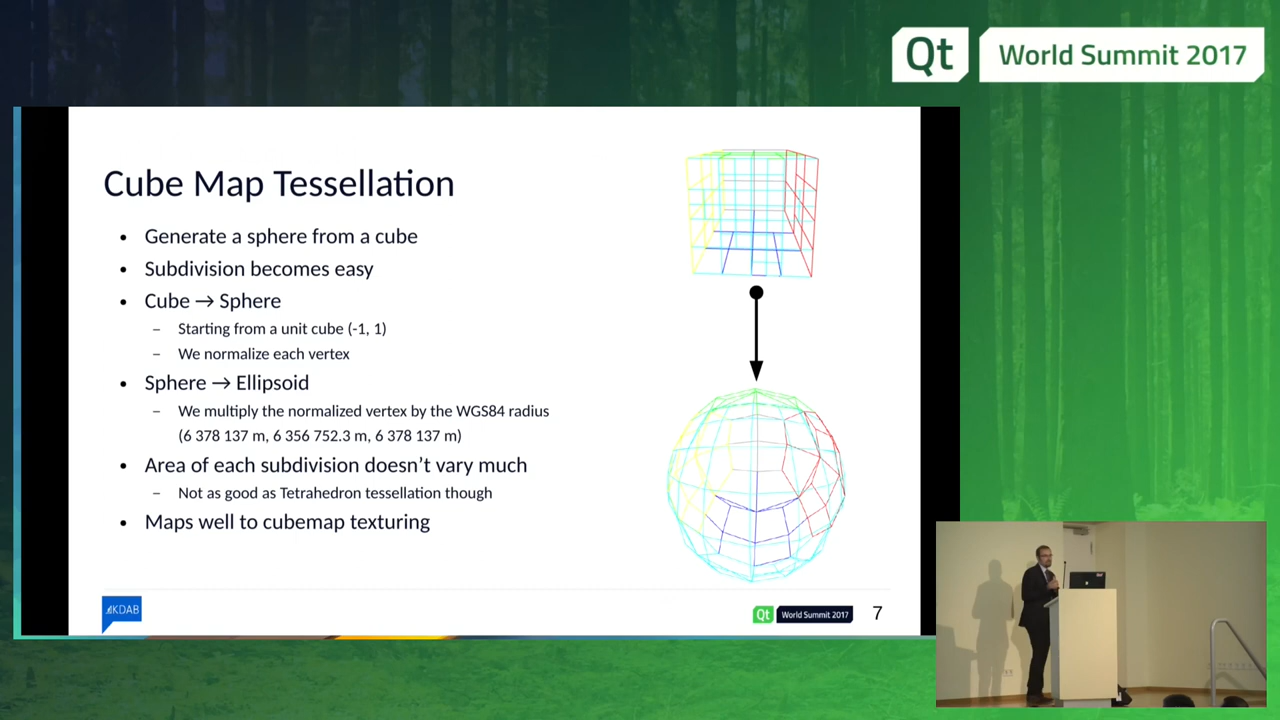 Qt World Summit 2017
Cube Map Tessellation
• Generate a sphere from a cube
• Subdivision becomes easy
• Cube → Sphere
– Starting from a unit cube (-1, 1)
– We normalize each vertex
• Sphere → Ellipsoid
– We multiply the normalized vertex by the WGS84 radius
(6 378 137 m, 6 356 752.3 m, 6 378 137 m)
• Area of each subdivision doesn’t vary much
– Not as good as Tetrahedron tessellation though
• Maps well to cubemap texturing
KDAB
Qt World Summit 2017
7